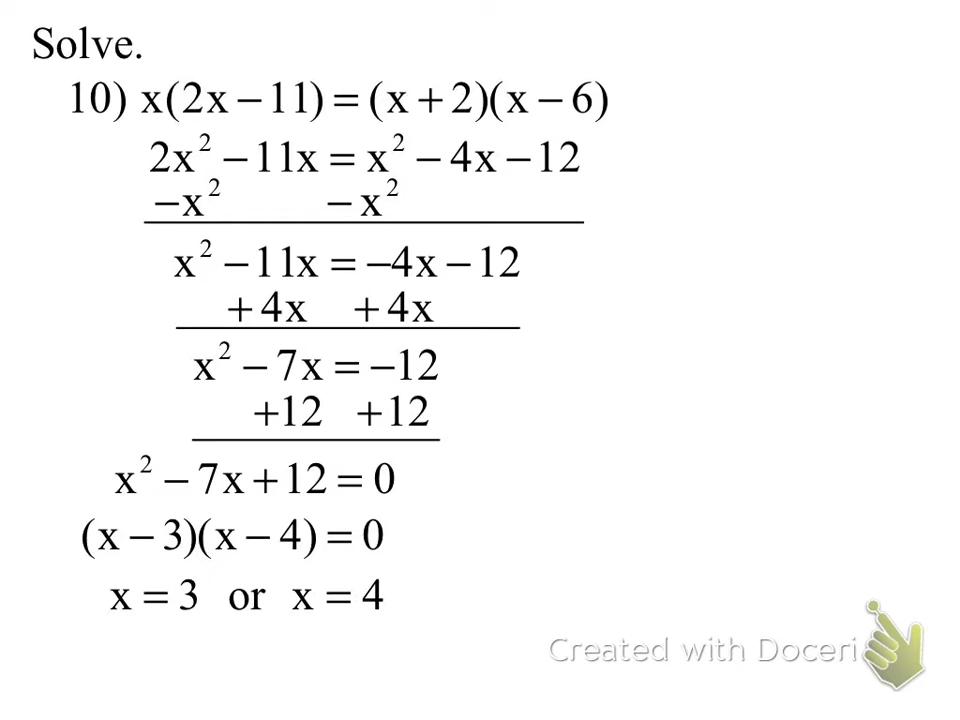 Solve.
10) x(2x − 11) = (x + 2)(x − 6)
2x² − 11x = x² − 4x − 12
−x² − x²
x² − 11x = −4x − 12
+ 4x + 4x
x² − 7x = −12
+12 +12
x² − 7x + 12 = 0
(x − 3)(x − 4) = 0
x = 3 or x = 4
Created with Doceri